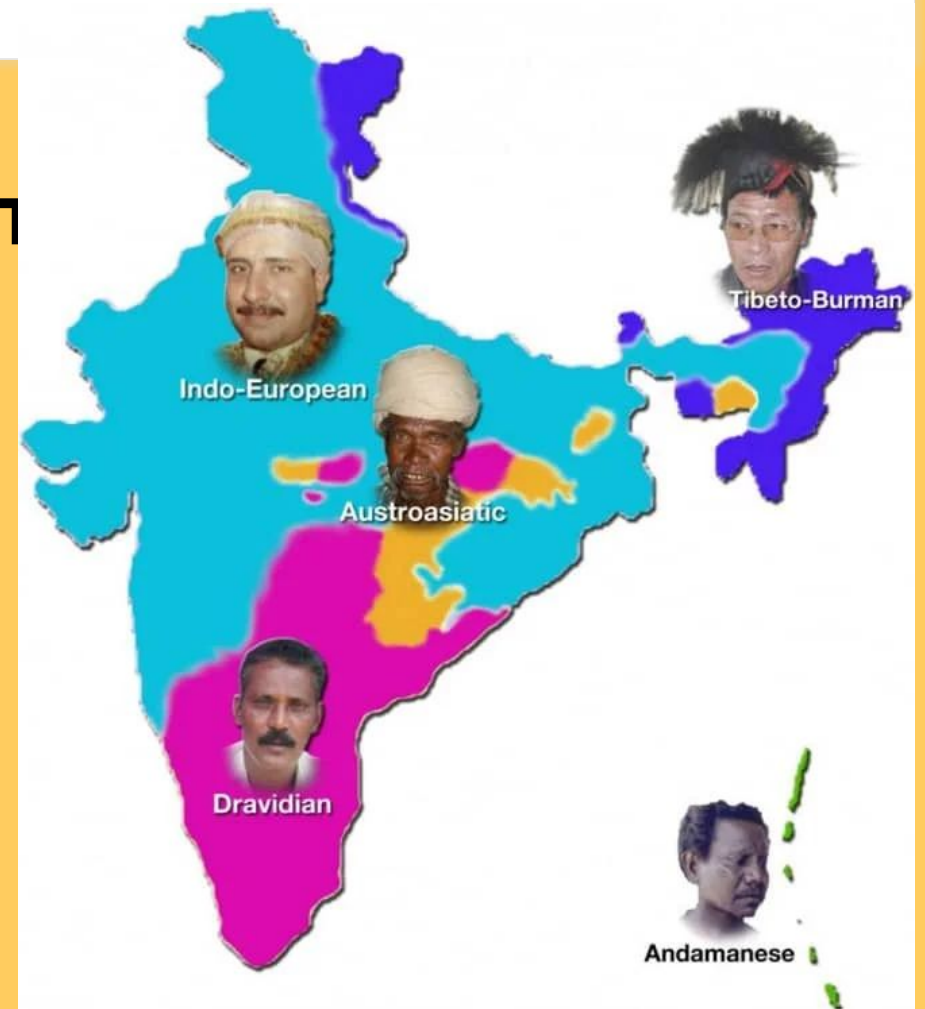 Tibeto-Burman
Indo-European
Austroasiatic
Dravidian
Andamanese